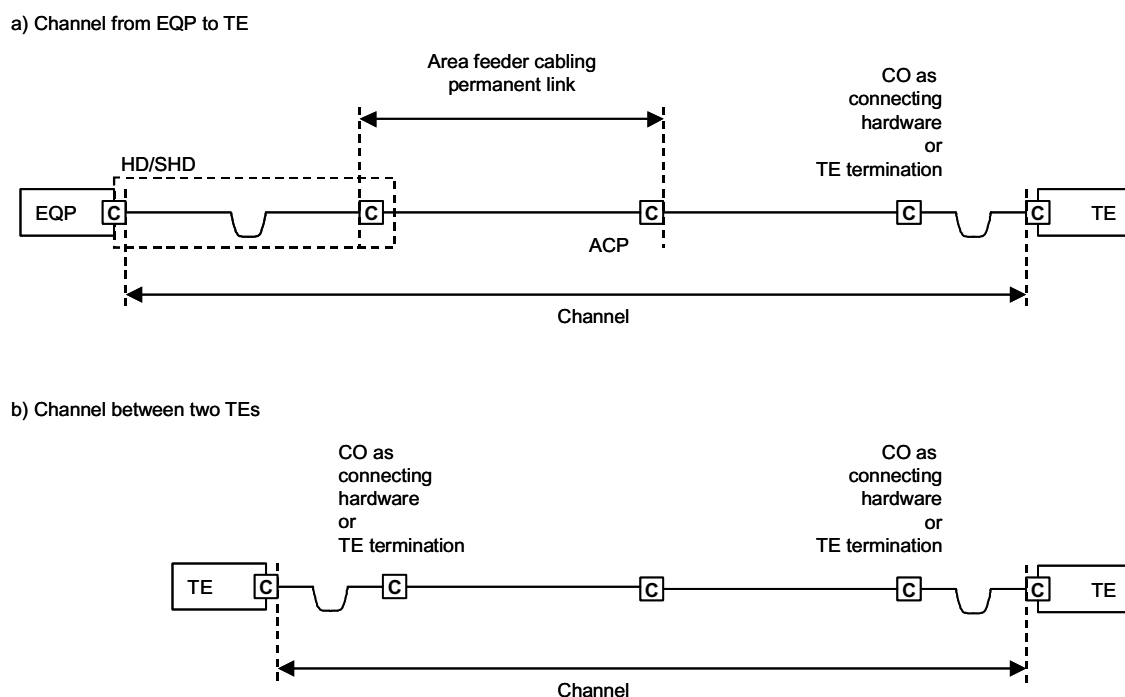 a) Channel from EQP to TE
Area feeder cabling
permanent link
CO as
connecting
hardware
or
TE termination
HD/SHD
EQP
C
C
C
C
C
TE
ACP
Channel
b) Channel between two TEs
CO as
connecting
hardware
or
TE termination
CO as
connecting
hardware
or
TE termination
TE
C
C
C
C
C
TE
Channel